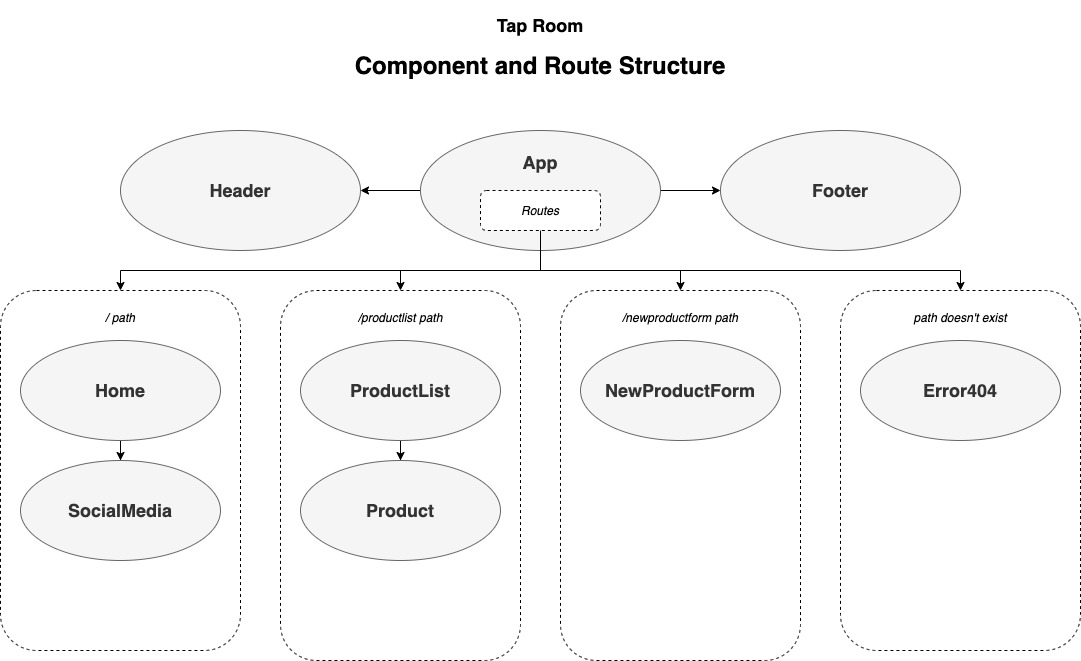 Tap Room
Component and Route Structure
Header
App
Routes
Footer
/ path
/productlist path
/newproductform path
path doesn't exist
Home
ProductList
NewProductForm
Error404
SocialMedia
Product